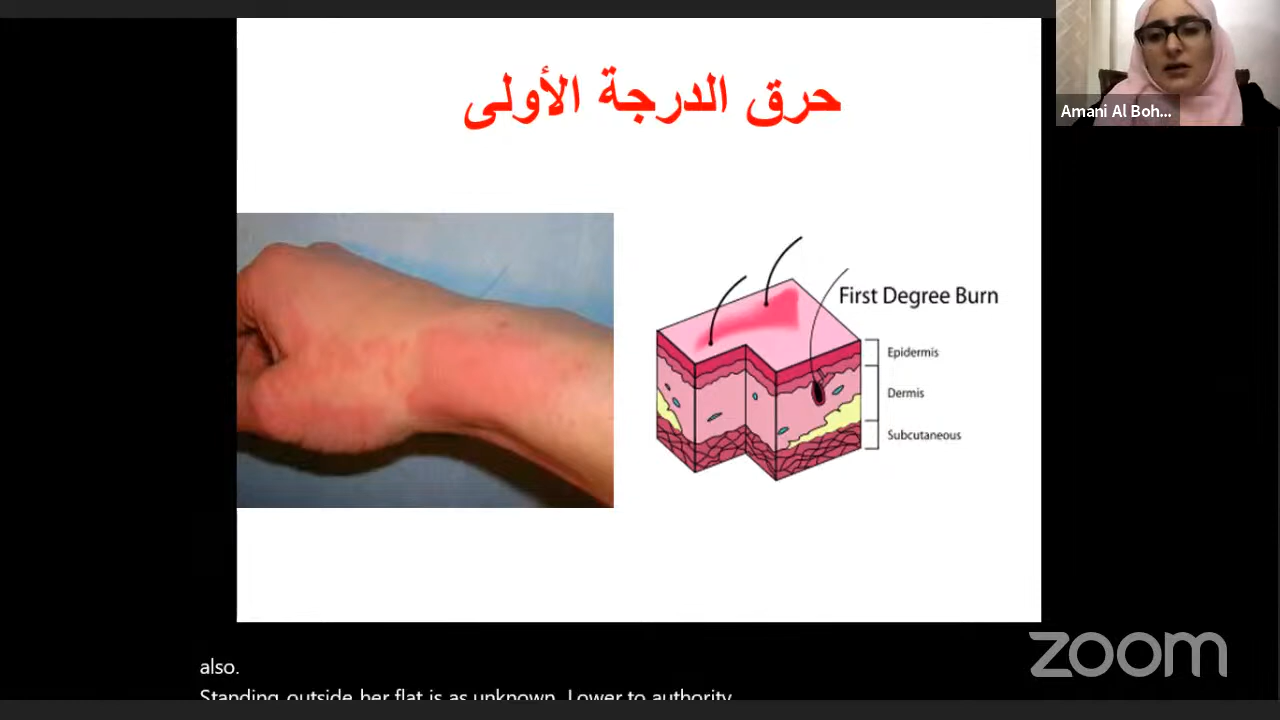 حرق الدرجة الأولى
First Degree Burn
Epidermis
Dermis
Subcutaneous
Amani Al Boh...
also.
Standing outside her flat is as unknown. Lower to authority
zoom